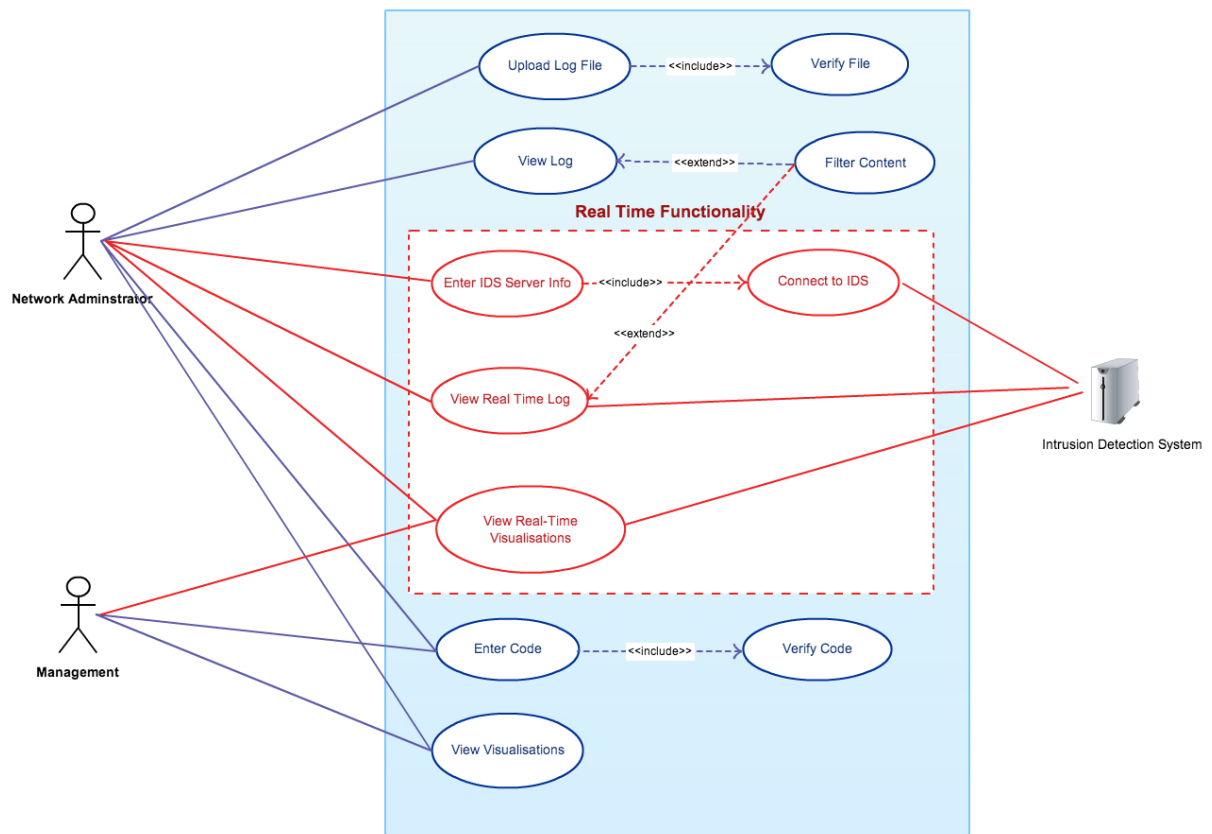 Upload Log File
<<include>>
Verify File
View Log
<<extend>>
Filter Content
Real Time Functionality
Network Adminstrator
Enter IDS Server Info
<<include>>
Connect to IDS
<<extend>>
View Real Time Log
Intrusion Detection System
View Real-Time
Visualisations
Management
Enter Code
<<include>>
Verify Code
View Visualisations